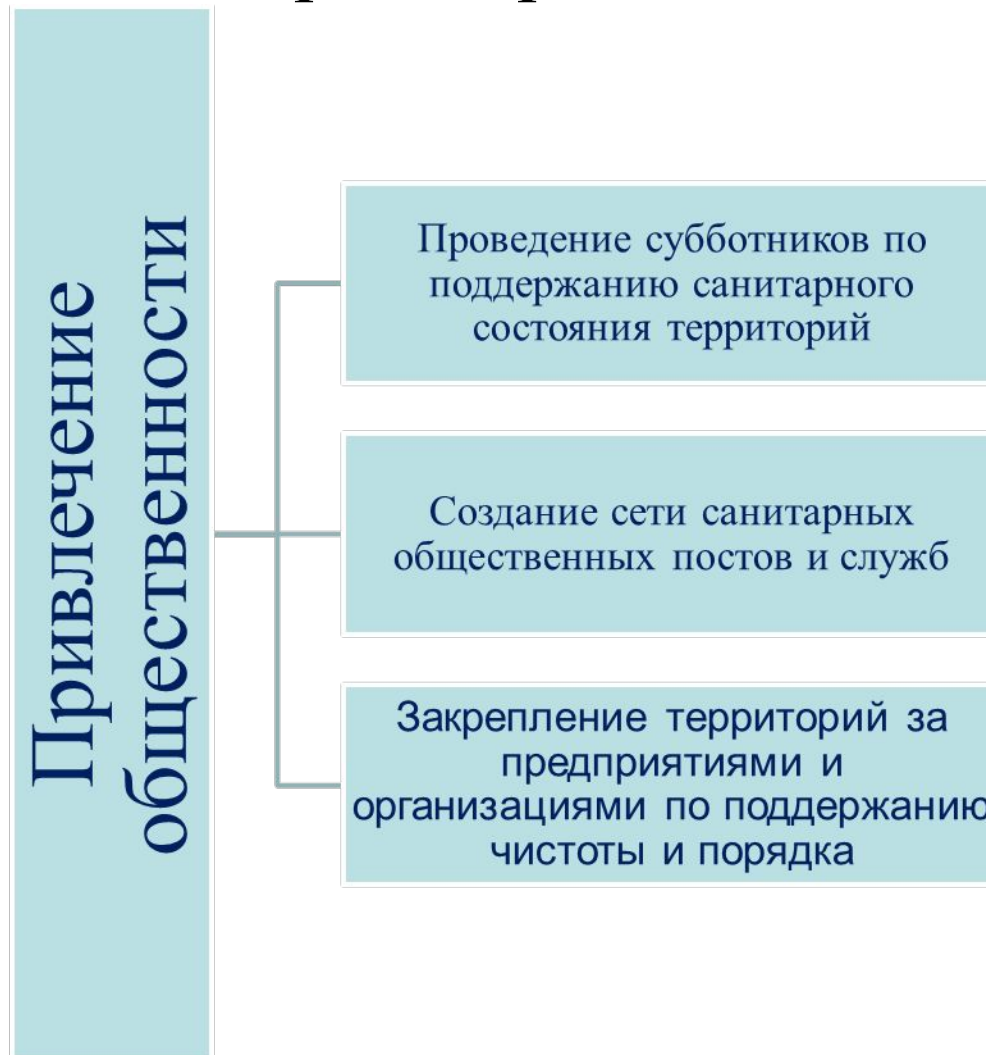 Привлечение
общественности
Проведение субботников по
поддержанию санитарного
состояния территорий
Создание сети санитарных
общественных постов и служб
Закрепление территорий за
предприятиями и
организациями по поддержанию
чистоты и порядка